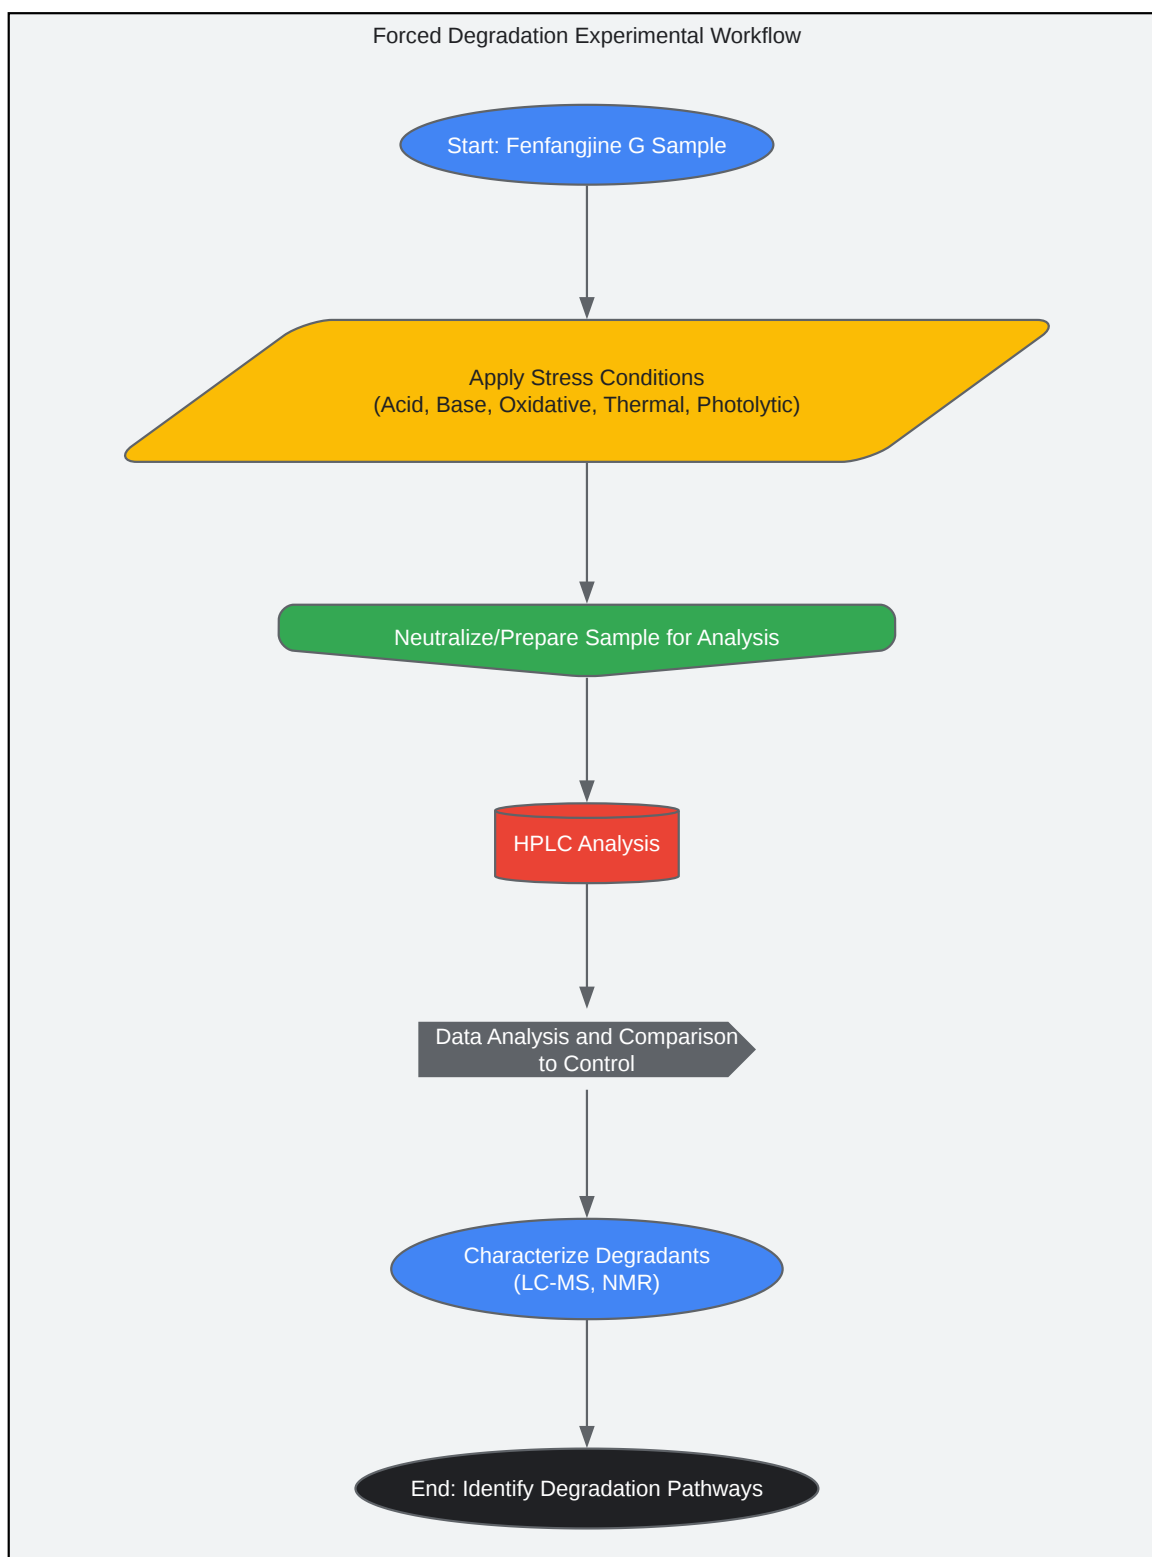 Forced Degradation Experimental Workflow
Start: Fenfangjine G Sample
Apply Stress Conditions
(Acid, Base, Oxidative, Thermal, Photolytic)
Neutralize/Prepare Sample for Analysis
HPLC Analysis
Data Analysis and Comparison
to Control
Characterize Degradants
(LC-MS, NMR)
End: Identify Degradation Pathways